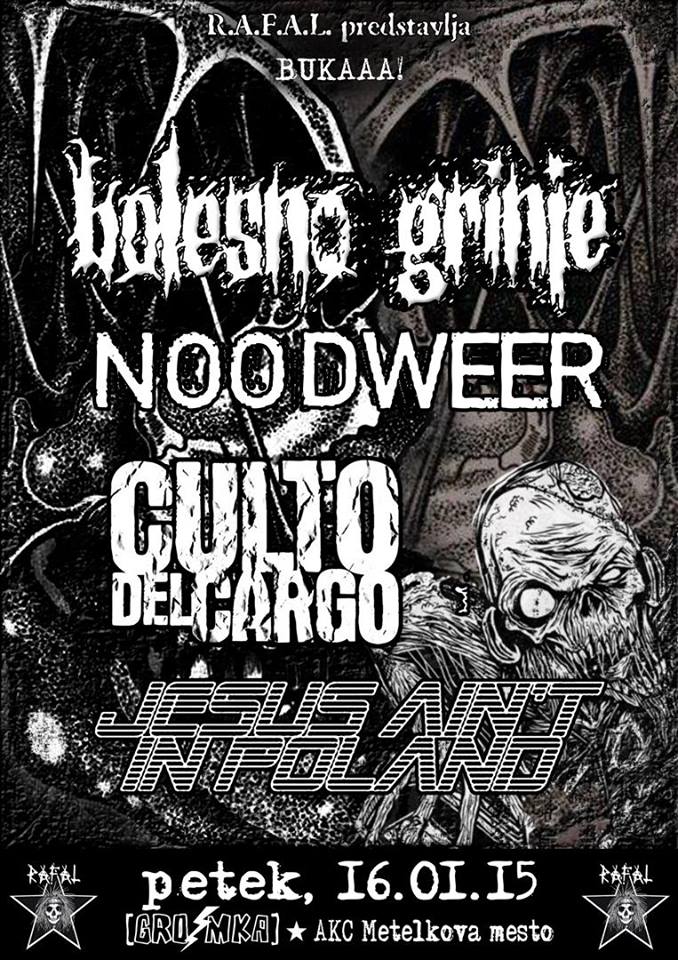 R.A.F.A.L. predstavlja
BUKAAA!
bolesno grinje
NOODWEER
CULTO
DEL CARGO
JESUS AIN'T
IN POLAND
RAFAL
RAFAL
petek, 16.01.15
[GROMKA] ★ AKC Metelkova mesto